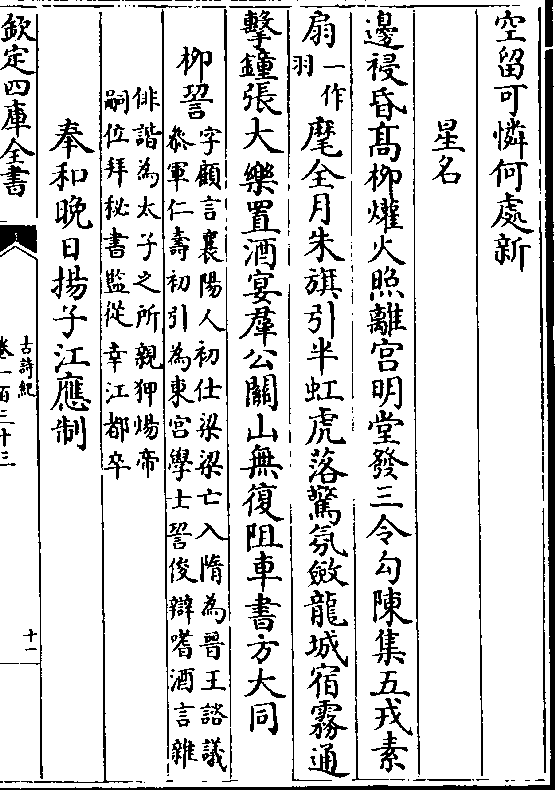 空留可憐何處新
星名
邊祲昏高柳爟火照離宮明堂發三令勾陳集五戎素
扇一作羽麾全月朱旗引半虹虎落驚氛斂龍城宿霧通
擊鐘張大樂置酒宴羣公關山無復阻車書方大同
柳䛒字顧言襄陽人初仕梁梁亡入隋為晉王諮議
叅軍仁壽初引為東宮學士䛒俊辯嗜酒言雜
俳諧為太子之所親狎煬帝
嗣位拜秘書監從幸江都卒
奉和晚日揚子江應制
欽定四庫全書
古詩紀
卷一百三十三
十一